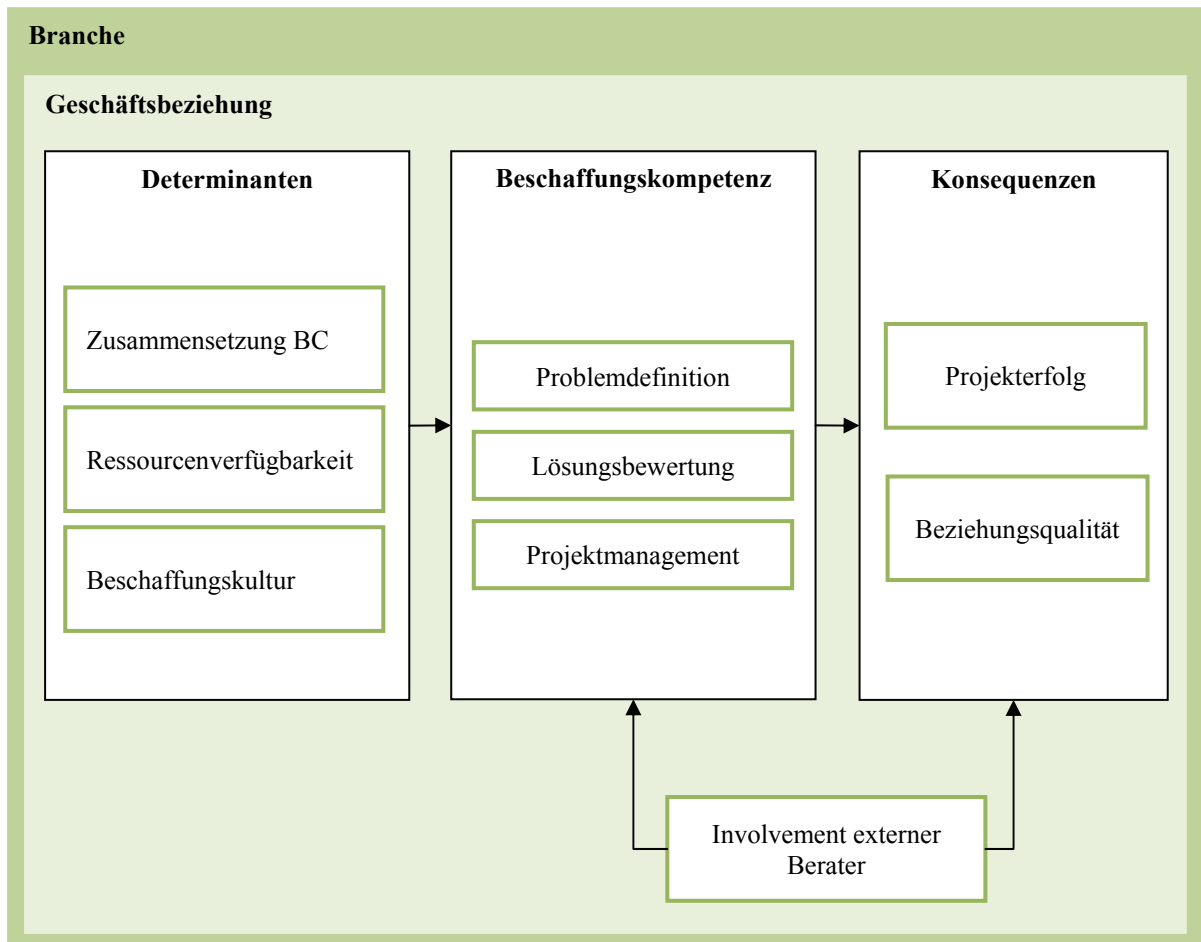 Branche
Geschäftsbeziehung
Determinanten
Zusammensetzung BC
Ressourcenverfügbarkeit
Beschaffungskultur
Beschaffungskompetenz
Problemdefinition
Lösungsbewertung
Projektmanagement
Konsequenzen
Projekterfolg
Beziehungsqualität
Involvement externer
Berater